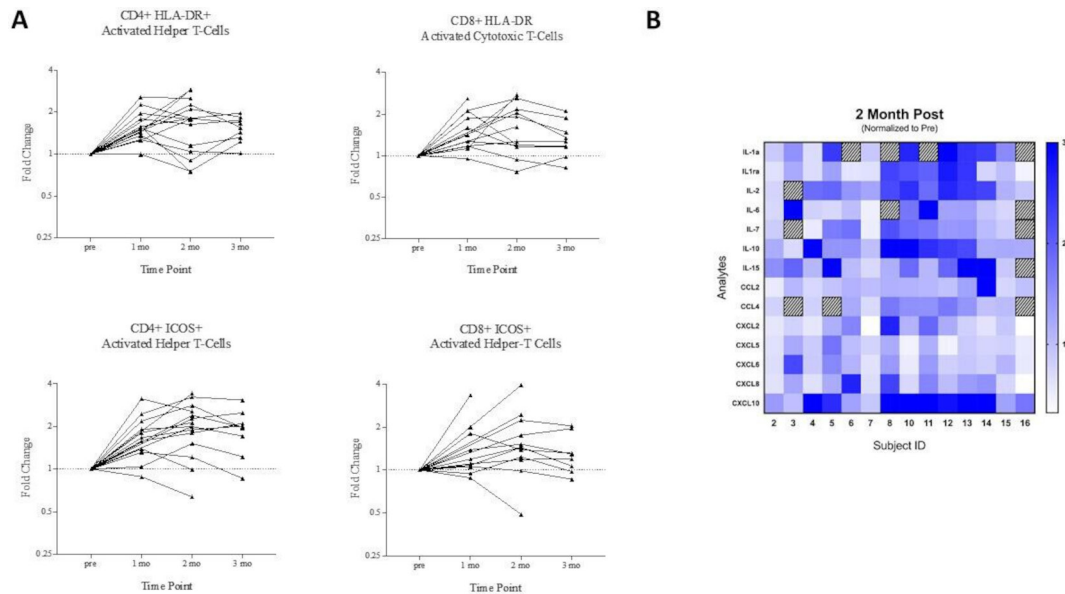 A
CD4+ HLA-DR+
Activated Helper T-Cells
4
2
1
0.5
0.25
Fold Change
pre
1 mo
2 mo
3 mo
Time Point
CD8+ HLA-DR
Activated Cytotoxic T-Cells
4
2
1
0.5
0.25
Fold Change
pre
1 mo
2 mo
3 mo
Time Point
CD4+ ICOS+
Activated Helper T-Cells
4
2
1
0.5
0.25
Fold Change
pre
1 mo
2 mo
3 mo
Time Point
CD8+ ICOS+
Activated Helper-T Cells
4
2
1
0.5
0.25
Fold Change
pre
1 mo
2 mo
3 mo
Time Point
B
2 Month Post
(Normalized to Pre)
Analytes
IL-1a
IL1ra
IL-2
IL-6
IL-7
IL-10
IL-15
CCL2
CCL4
CXCL2
CXCL5
CXCL6
CXCL8
CXCL10
2 3 4 5 6 7 8 10 11 12 13 14 15 16
Subject ID
3
2
1